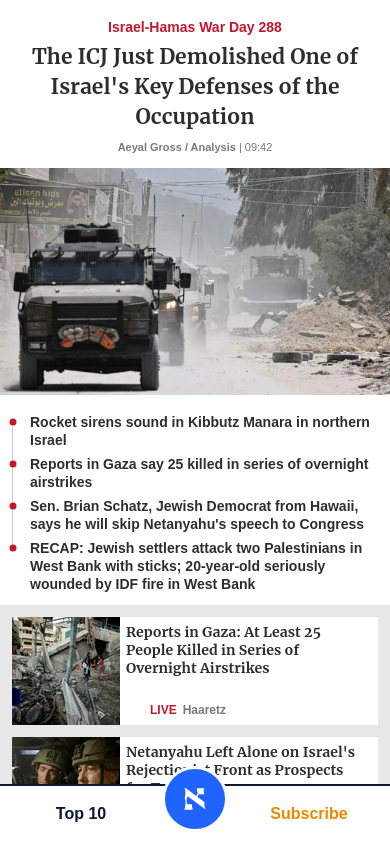 Israel-Hamas War Day 288
The ICJ Just Demolished One of
Israel's Key Defenses of the
Occupation
Aeyal Gross / Analysis | 09:42
Rocket sirens sound in Kibbutz Manara in northern
Israel
Reports in Gaza say 25 killed in series of overnight
airstrikes
Sen. Brian Schatz, Jewish Democrat from Hawaii,
says he will skip Netanyahu's speech to Congress
RECAP: Jewish settlers attack two Palestinians in
West Bank with sticks; 20-year-old seriously
wounded by IDF fire in West Bank
Reports in Gaza: At Least 25
People Killed in Series of
Overnight Airstrikes
LIVE Haaretz
Netanyahu Left Alone on Israel's
Front as Prospects
Top 10
Subscribe